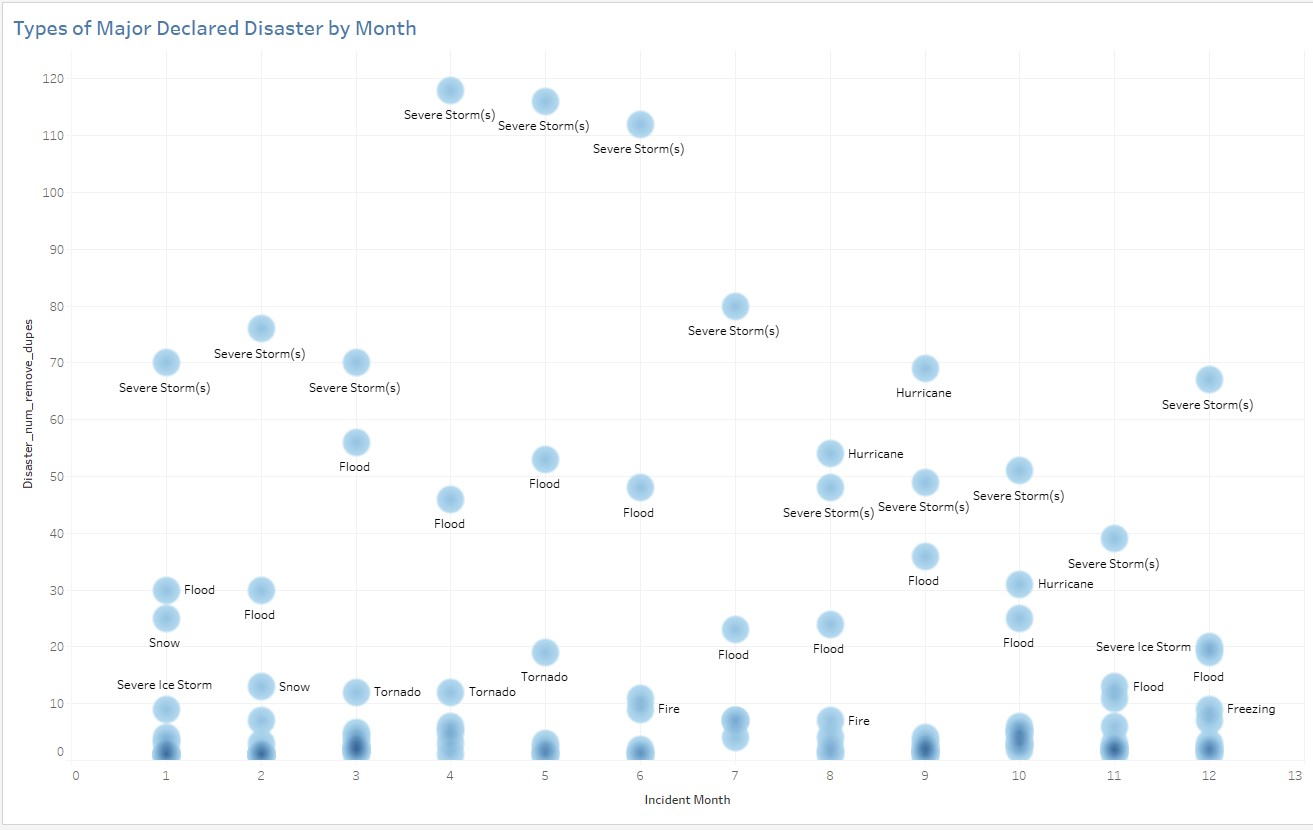 Types of Major Declared Disaster by Month
120
Severe Storm(s)
Severe Storm(s)
110
Severe Storm(s)
100
90
80
Severe Storm(s)
Severe Storm(s)
70
Severe Storm(s)
Severe Storm(s)
Hurricane
Severe Storm(s)
60
Hurricane
Flood
50
Flood
Severe Storm(s)
Severe Storm(s)
Severe Storm(s)
Flood
Flood
40
Severe Storm(s)
Flood
30
Flood
Hurricane
Flood
Snow
Flood
20
Severe Ice Storm
Flood
Flood
Tornado
Flood
Severe Ice Storm
Snow
Tornado
Tornado
Flood
10
Fire
Freezing
Fire
0
Disaster_num_remove_dupes
0 1 2 3 4 5 6 7 8 9 10 11 12 13
Incident Month